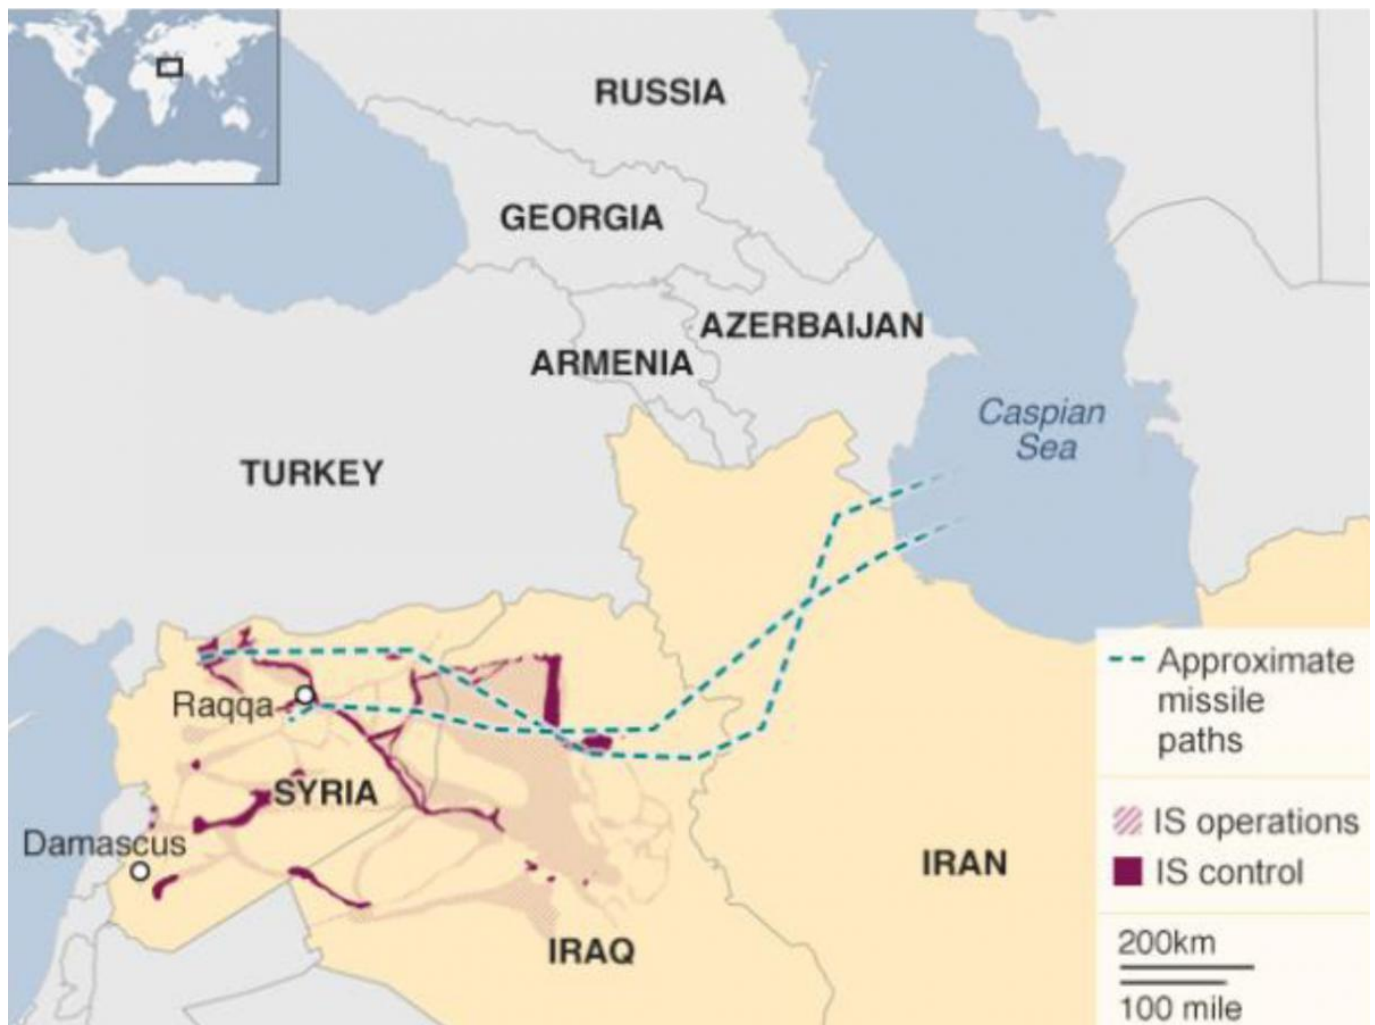 RUSSIA
GEORGIA
AZERBAIJAN
ARMENIA
Caspian
Sea
TURKEY
Raqqa
SYRIA
Damascus
IRAN
IRAQ
Approximate
missile
paths
IS operations
IS control
200km
100 mile